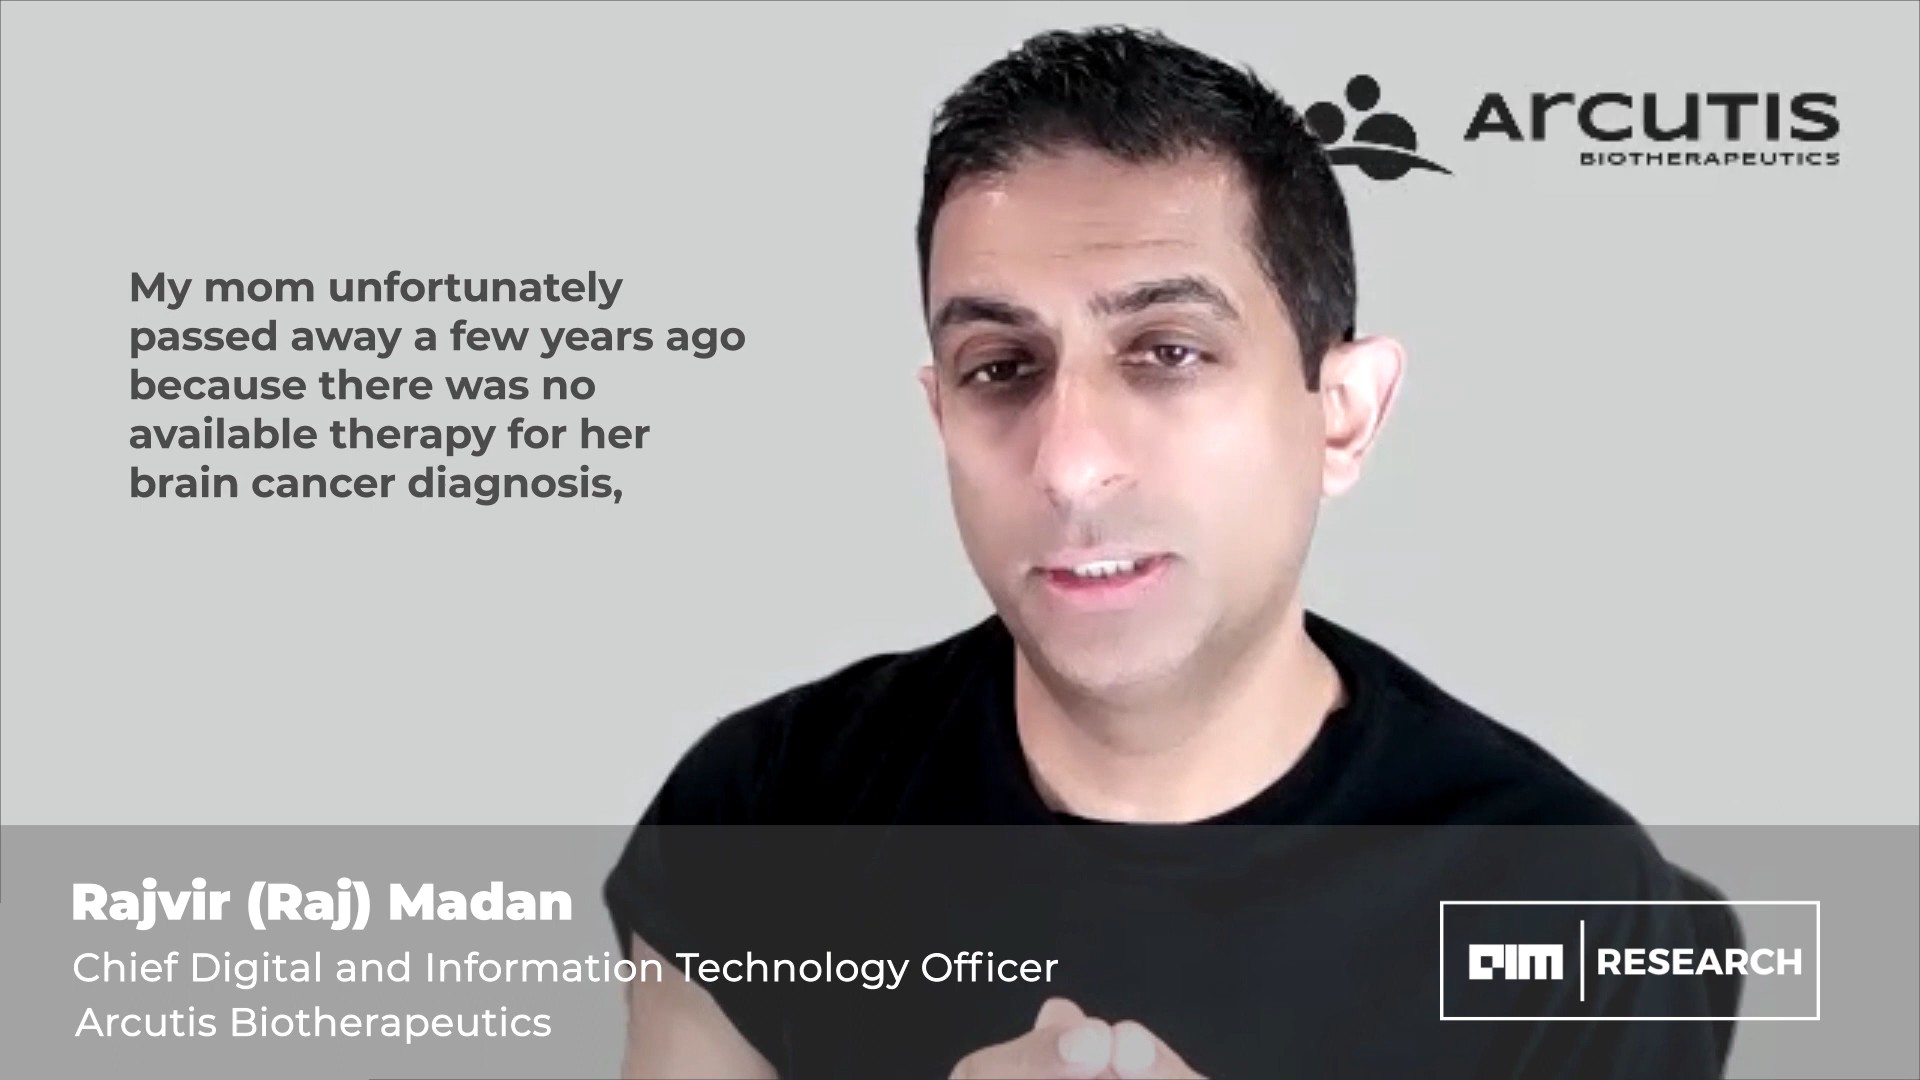 ARCUTIS
BIOTHERAPEUTICS
My mom unfortunately
passed away a few years ago
because there was no
available therapy for her
brain cancer diagnosis,
Rajvir (Raj) Madan
Chief Digital and Information Technology Officer
Arcutis Biotherapeutics
AIM RESEARCH